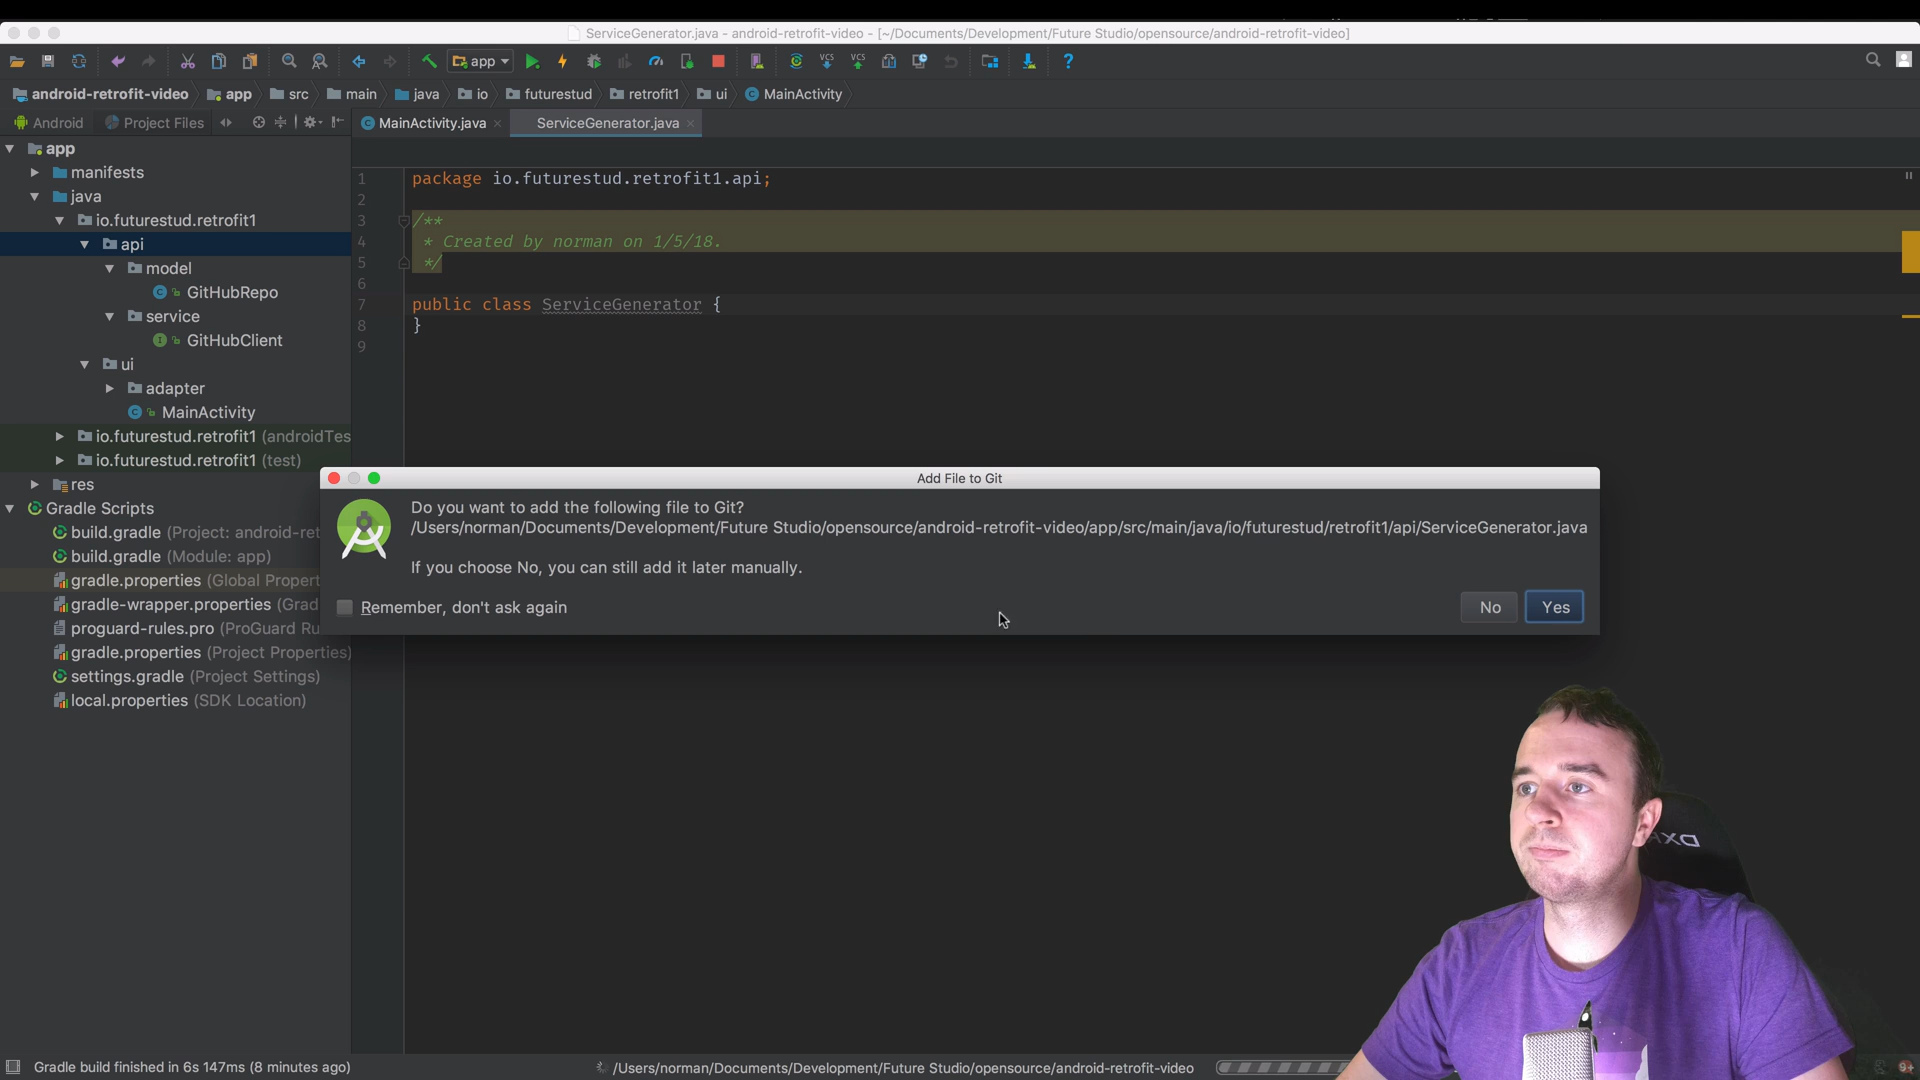 ServiceGenerator.java - android-retrofit-video - [~/Documents/Development/Future Studio/opensource/android-retrofit-video]
app
VCS VCS
?
android-retrofit-video app src main java io futurestud retrofit1 ui MainActivity
Android Project Files MainActivity.java ServiceGenerator.java
app
manifests
java
io.futurestud.retrofit1
api
model
GitHubRepo
service
GitHubClient
ui
adapter
MainActivity
io.futurestud.retrofit1 (androidTes
io.futurestud.retrofit1 (test)
res
Gradle Scripts
build.gradle (Project: android-ret
build.gradle (Module: app)
gradle.properties (Global Propert
gradle-wrapper.properties (Grad
proguard-rules.pro (ProGuard Ru
gradle.properties (Project Properties)
settings.gradle (Project Settings)
local.properties (SDK Location)
1 package io.futurestud.retrofit1.api;
2
3 /**
4 * Created by norman on 1/5/18.
5 */
6
7 public class ServiceGenerator {
8 }
9
Add File to Git
Do you want to add the following file to Git?
/Users/norman/Documents/Development/Future Studio/opensource/android-retrofit-video/app/src/main/java/io/futurestud/retrofit1/api/ServiceGenerator.java
If you choose No, you can still add it later manually.
Remember, don't ask again
No Yes
Gradle build finished in 6s 147ms (8 minutes ago)
/Users/norman/Documents/Development/Future Studio/opensource/android-retrofit-video
9+